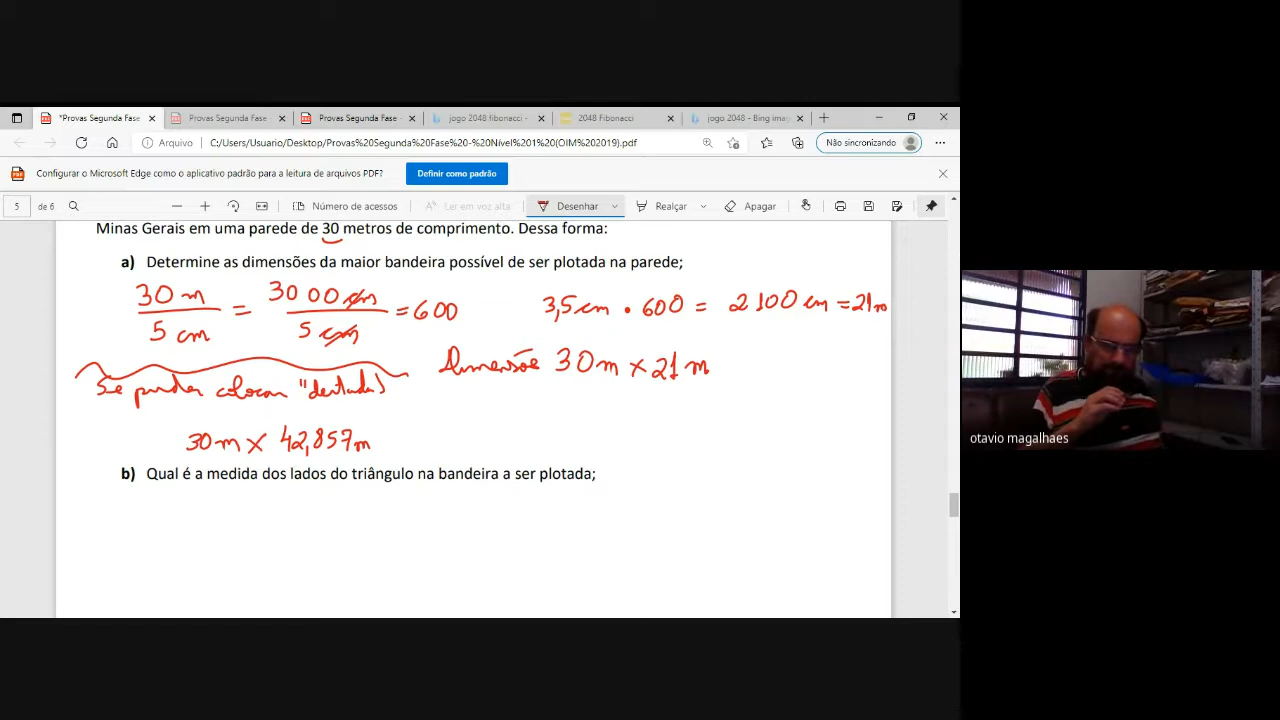 *Provas Segunda Fase
Provas Segunda Fase
Provas Segunda Fase -
jogo 2048 fibonacci -
2048 Fibonacci
jogo 2048 - Bing imag
Arquivo
C:/Users/Usuario/Desktop/Provas%20Segunda%20Fase%20-%20Nível%201%20(OIM%202019).pdf
Não sincronizando
Configurar o Microsoft Edge como o aplicativo padrão para a leitura de arquivos PDF?
Definir como padrão
5 de 6
Número de acessos
Ler em voz alta
Desenhar
Realçar
Apagar
Minas Gerais em uma parede de 30 metros de comprimento. Dessa forma:
a) Determine as dimensões da maior bandeira possível de ser plotada na parede;
30 m / 5 cm = 3000 cm / 5 cm = 600
3,5 cm . 600 = 2100 cm = 21 m
Dimensõe 30 m x 21 m
Se puder colocar "deitada"
30 m x 42,857 m
b) Qual é a medida dos lados do triângulo na bandeira a ser plotada;
otavio magalhaes